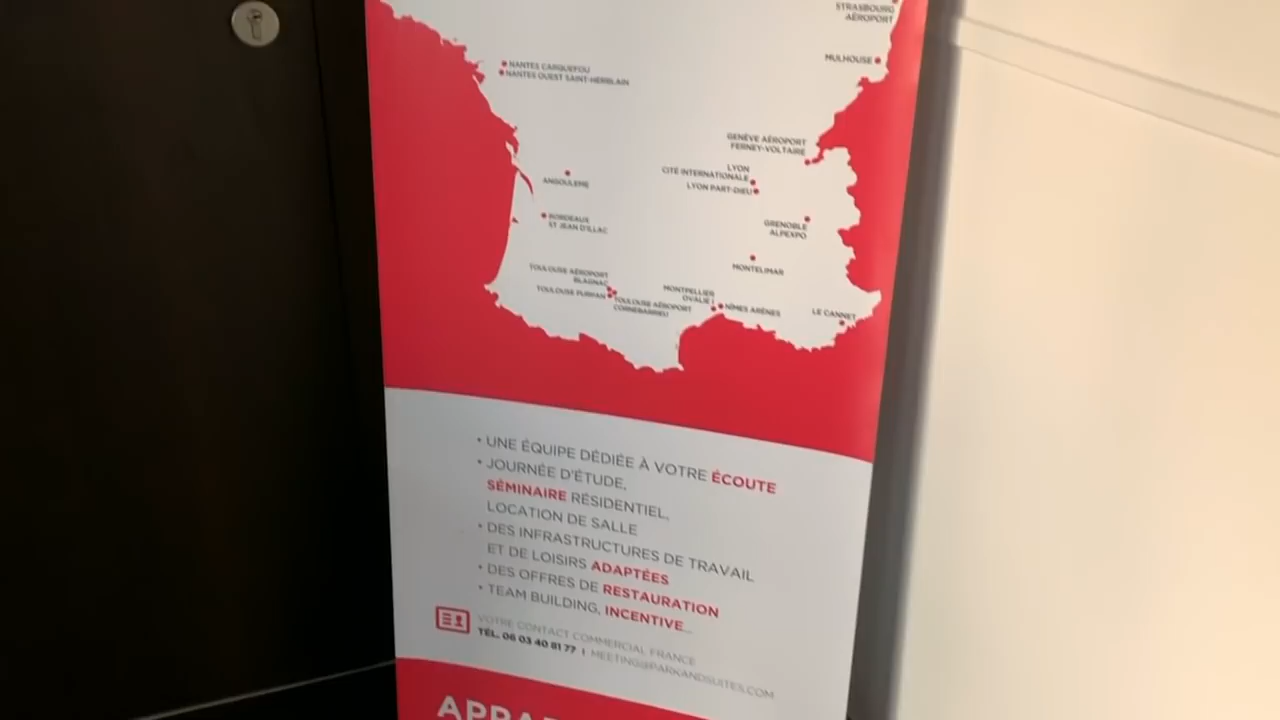 STRASBOURG
AÉROPORT
MULHOUSE
NANTES CARQUEFOU
NANTES OUEST SAINT-HERBLAIN
GENÈVE AÉROPORT
FERNEY-VOLTAIRE
LYON
CITÉ INTERNATIONALE
LYON PART-DIEU
ANGOULEME
BORDEAUX
ST JEAN D'ILLAC
GRENOBLE
ALPEXPO
MONTELIMAR
TOULOUSE AÉROPORT
BLAGNAC
TOULOUSE PURPAN
TOULOUSE AÉROPORT
CORNEBARRIEU
MONTPELLIER
OVALIE I
NÎMES ARÈNES
LE CANNET
• UNE ÉQUIPE DÉDIÉE À VOTRE ÉCOUTE
• JOURNÉE D'ÉTUDE,
SÉMINAIRE RÉSIDENTIEL,
LOCATION DE SALLE
• DES INFRASTRUCTURES DE TRAVAIL
ET DE LOISIRS ADAPTÉES
• DES OFFRES DE RESTAURATION
• TEAM BUILDING, INCENTIVE...
VOTRE CONTACT COMMERCIAL FRANCE
TÉL. 06 03 40 81 77 | MEETING@PARKANDSUITES.COM